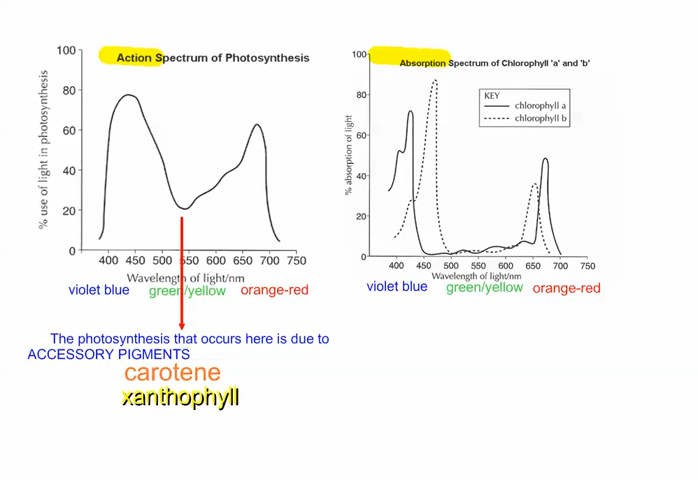 Action Spectrum of Photosynthesis
100
80
60
40
20
0
% use of light in photosynthesis
400 450 500 550 600 650 700 750
Wavelength of light/nm
violet blue green/yellow orange-red
The photosynthesis that occurs here is due to
ACCESSORY PIGMENTS
carotene
xanthophyll
Absorption Spectrum of Chlorophyll 'a' and 'b'
100
80
60
40
20
0
% absorption of light
KEY
chlorophyll a
chlorophyll b
400 450 500 550 600 650 700 750
Wavelength of light/nm
violet blue green/yellow orange-red